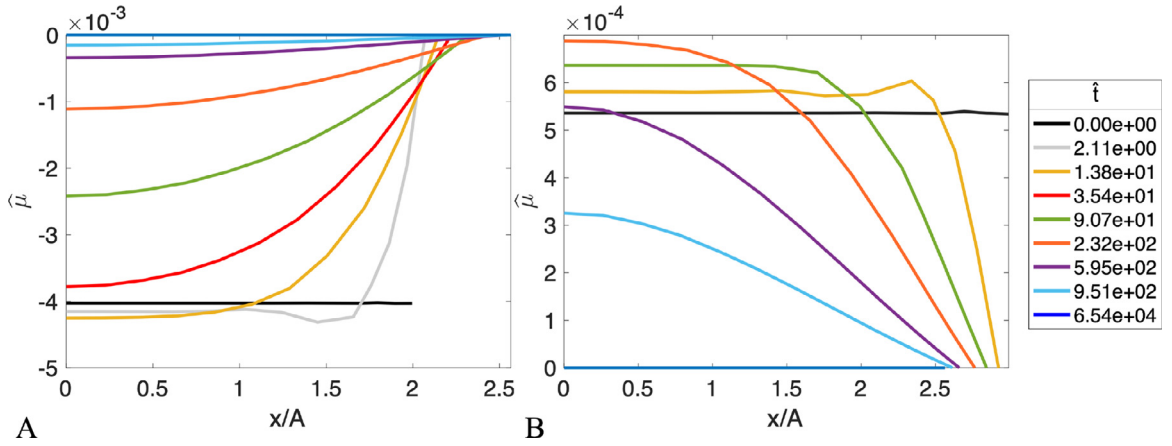 ×10⁻³
0
-1
-2
-3
-4
-5
μ̂
0
0.5
1
1.5
2
2.5
x/A
A
×10⁻⁴
6
5
4
3
2
1
0
μ̂
0
0.5
1
1.5
2
2.5
x/A
B
t̂
0.00e+00
2.11e+00
1.38e+01
3.54e+01
9.07e+01
2.32e+02
5.95e+02
9.51e+02
6.54e+04